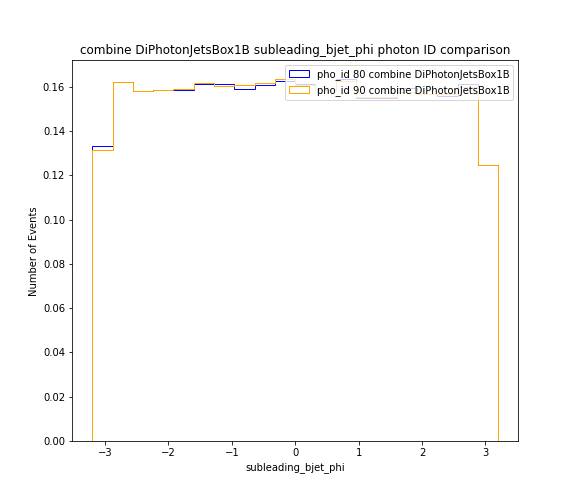 combine DiPhotonJetsBox1B subleading_bjet_phi photon ID comparison
pho_id 80 combine DiPhotonJetsBox1B
pho_id 90 combine DiPhotonJetsBox1B
Number of Events
0.16
0.14
0.12
0.10
0.08
0.06
0.04
0.02
0.00
−3 −2 −1 0 1 2 3
subleading_bjet_phi